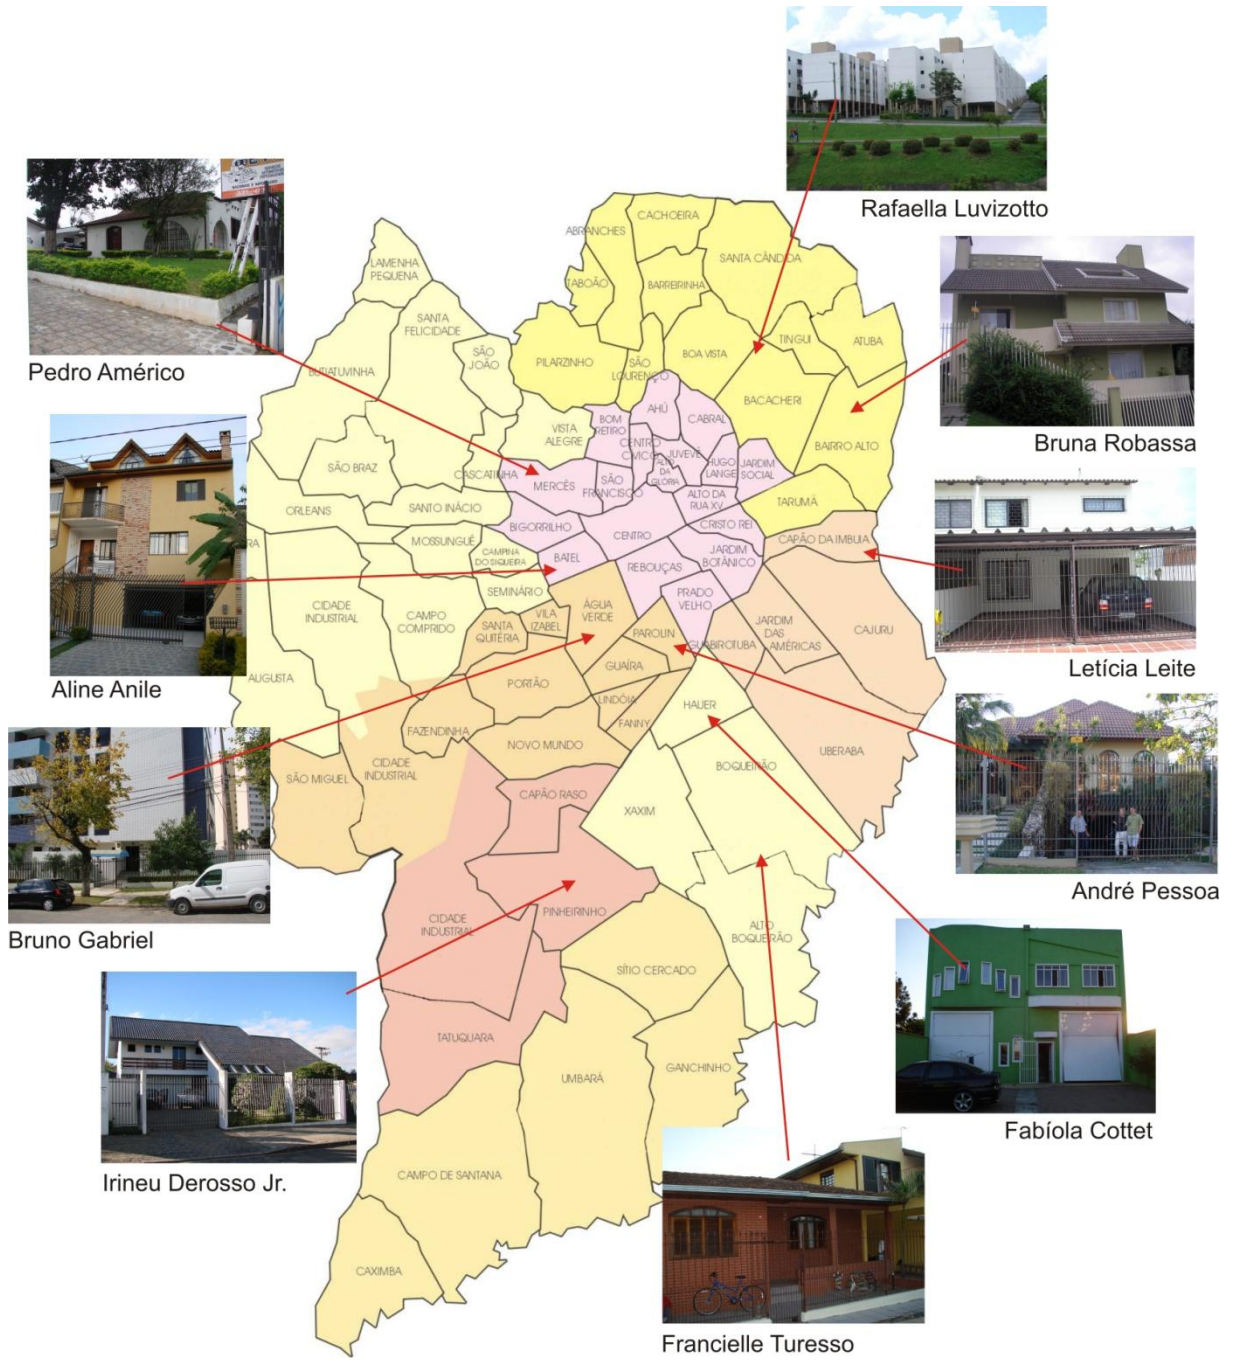 Rafaella Luvizotto
Pedro Américo
Bruna Robassa
Aline Anile
Letícia Leite
Bruno Gabriel
André Pessoa
Irineu Derosso Jr.
Fabíola Cottet
Francielle Turesso
CACHOEIRA
ABRANCHES
SANTA CÂNDIDA
LAMENHA
PEQUENA
TABOÃO
BARREIRINHA
SANTA
FELICIDADE
SÃO
JOÃO
PILARZINHO
SÃO
LOURENÇO
BOA VISTA
TINGUI
ATUBA
BUTIATUVINHA
BACACHERI
AHÚ
CABRAL
BOM
RETIRO
VISTA
ALEGRE
CENTRO
CÍVICO
JUVEVÊ
BAIRRO ALTO
SÃO BRAZ
CASCATINHA
MERCÊS
SÃO
FRANCISCO
ALTO
DA
GLÓRIA
HUGO
LANGE
JARDIM
SOCIAL
TARUMÃ
ORLEANS
SANTO INÁCIO
ALTO DA
RUA XV
BIGORRILHO
CENTRO
CRISTO REI
CAPÃO DA IMBUIA
MOSSUNGUÊ
CAMPINA
DO SIQUEIRA
BATEL
REBOUÇAS
JARDIM
BOTÂNICO
SEMINÁRIO
PRADO
VELHO
CIDADE
INDUSTRIAL
CAMPO
COMPRIDO
ÁGUA
VERDE
VILA
IZABEL
SANTA
QUITÉRIA
PAROLIN
GUABIROTUBA
JARDIM
DAS
AMÉRICAS
CAJURU
AUGUSTA
PORTÃO
GUAÍRA
LINDÓIA
FANNY
HAUER
FAZENDINHA
NOVO MUNDO
UBERABA
SÃO MIGUEL
CIDADE
INDUSTRIAL
BOQUEIRÃO
CAPÃO RASO
XAXIM
PINHEIRINHO
CIDADE
INDUSTRIAL
ALTO
BOQUEIRÃO
SÍTIO CERCADO
TATUQUARA
GANCHINHO
UMBARÁ
CAMPO DE SANTANA
CAXIMBA